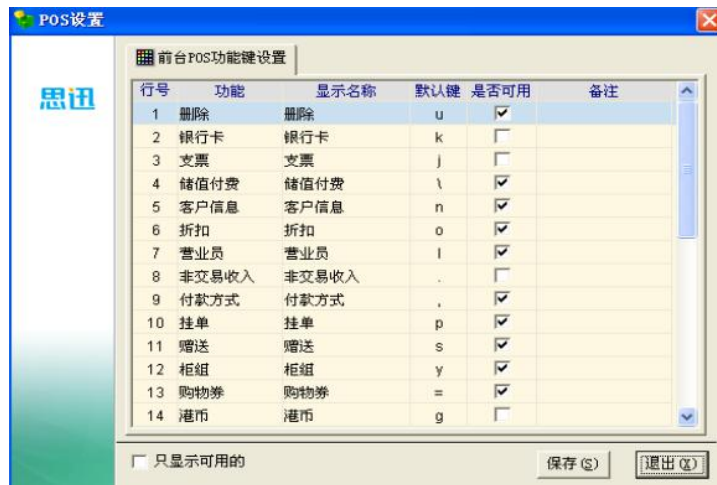 POS设置
思迅
前台POS功能键设置
行号 功能 显示名称 默认键 是否可用 备注
1 删除 删除 u
2 银行卡 银行卡 k
3 支票 支票 j
4 储值付费 储值付费 \
5 客户信息 客户信息 n
6 折扣 折扣 o
7 营业员 营业员 l
8 非交易收入 非交易收入 .
9 付款方式 付款方式 ,
10 挂单 挂单 p
11 赠送 赠送 s
12 柜组 柜组 y
13 购物券 购物券 =
14 港币 港币 g
只显示可用的
保存(S) 退出(X)